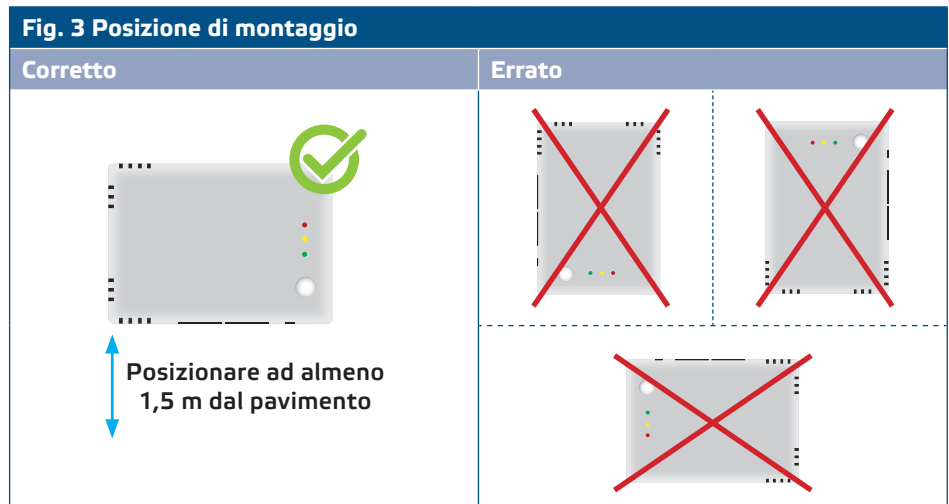 Fig. 3 Posizione di montaggio
Corretto
Errato
Posizionare ad almeno
1,5 m dal pavimento